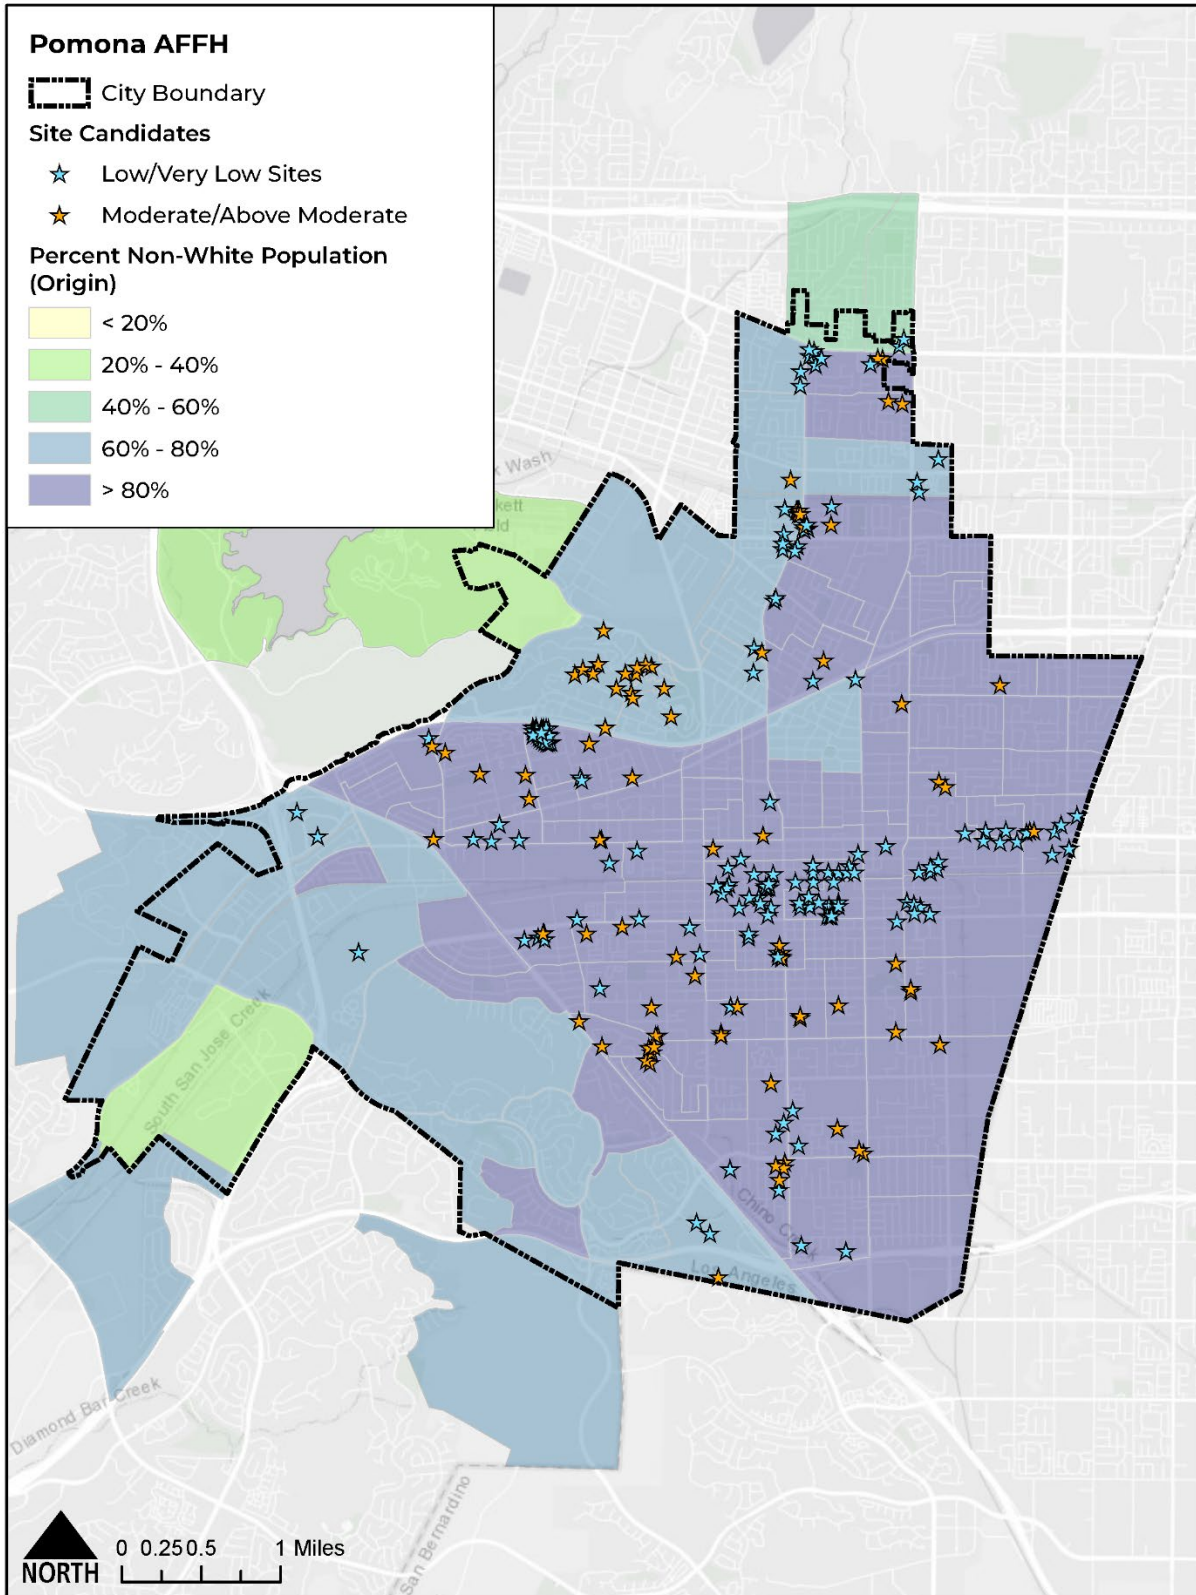 Pomona AFFH
City Boundary
Site Candidates
Low/Very Low Sites
Moderate/Above Moderate
Percent Non-White Population
(Origin)
< 20%
20% - 40%
40% - 60%
60% - 80%
> 80%
Wash
South San Jose Creek
Chino Creek
Los Angeles
Diamond Bar Creek
San Bernardino
NORTH
0 0.25 0.5 1 Miles